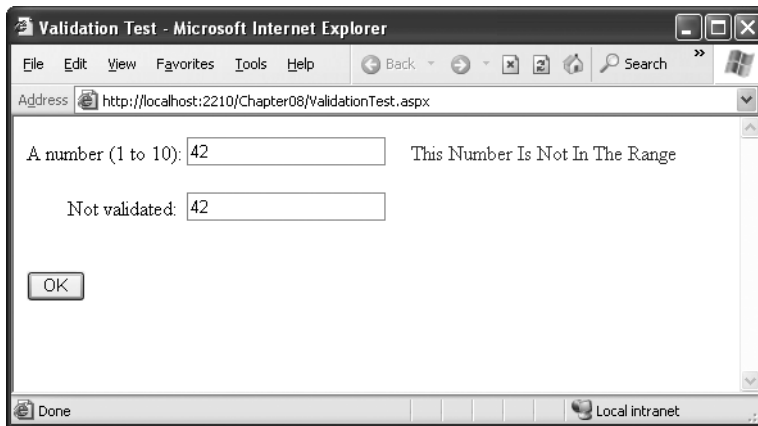 Validation Test - Microsoft Internet Explorer
File Edit View Favorites Tools Help Back Search »
Address http://localhost:2210/Chapter08/ValidationTest.aspx
A number (1 to 10): 42 This Number Is Not In The Range
Not validated: 42
OK
Done Local intranet